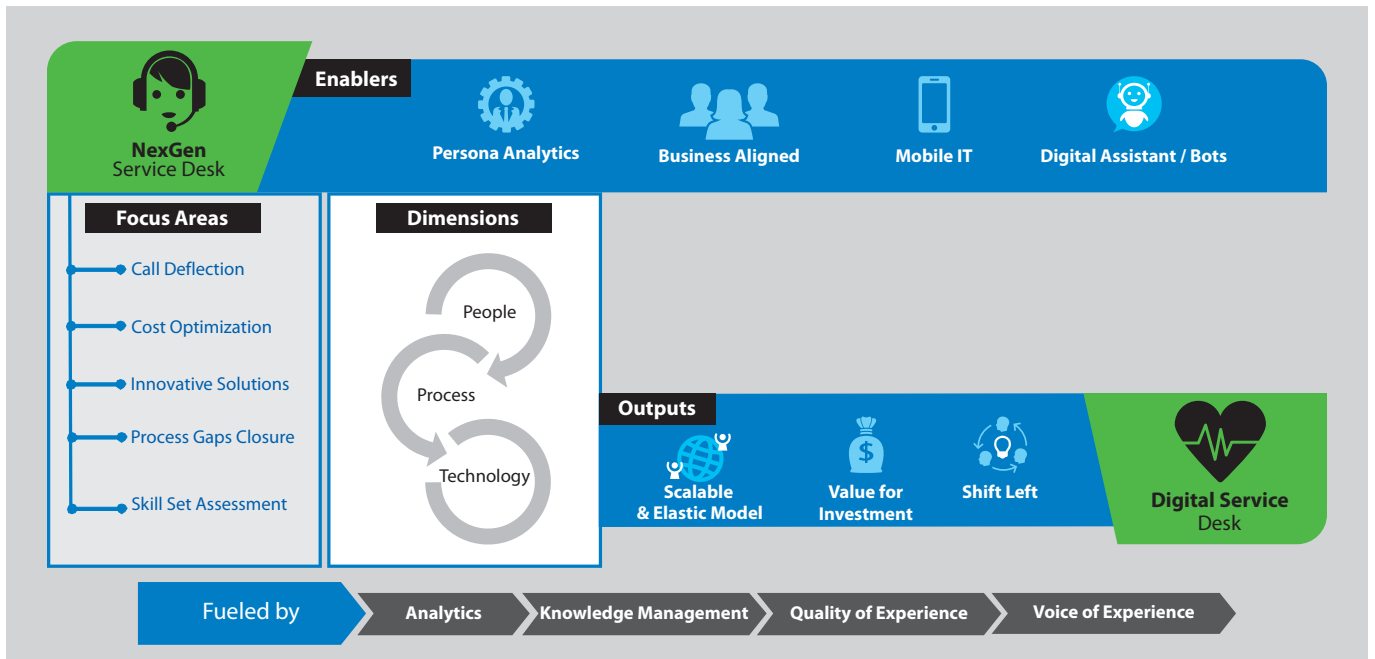 NexGen
Service Desk
Enablers
Persona Analytics
Business Aligned
Mobile IT
Digital Assistant / Bots
Focus Areas
Call Deflection
Cost Optimization
Innovative Solutions
Process Gaps Closure
Skill Set Assessment
Dimensions
People
Process
Technology
Outputs
$
Scalable
& Elastic Model
Value for
Investment
Shift Left
Digital Service
Desk
Fueled by
Analytics
Knowledge Management
Quality of Experience
Voice of Experience